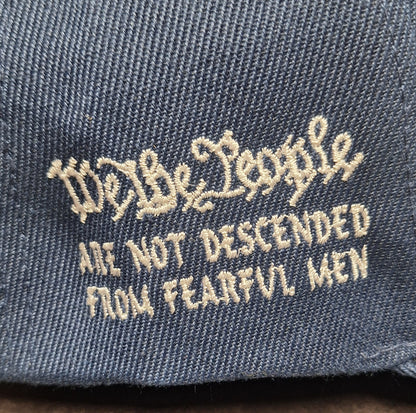 We The People
ARE NOT DESCENDED
FROM FEARFUL MEN